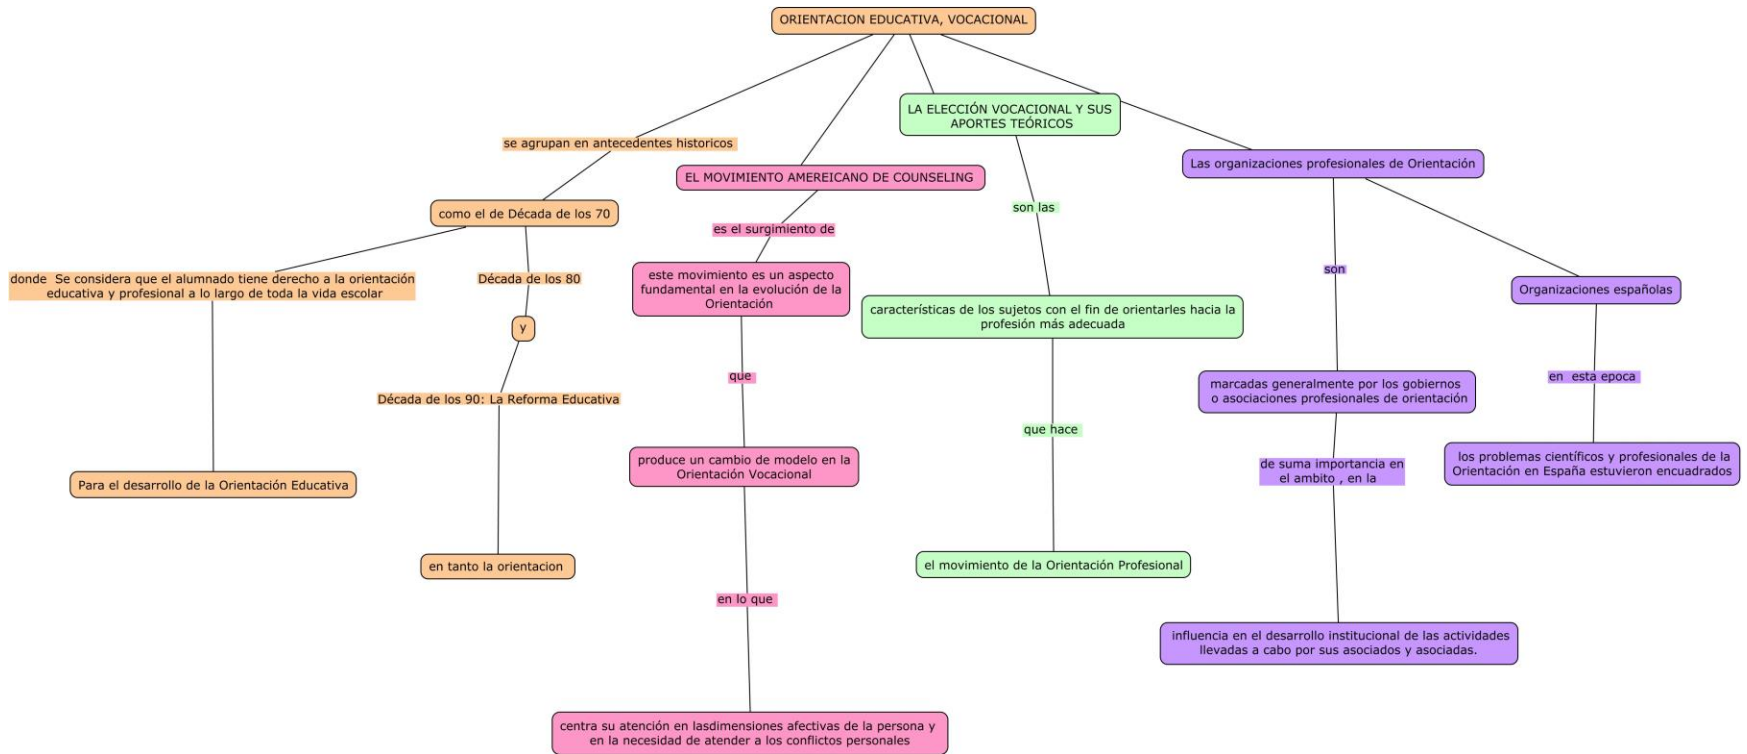 ORIENTACION EDUCATIVA, VOCACIONAL
se agrupan en antecedentes historicos
como el de Década de los 70
donde Se considera que el alumnado tiene derecho a la orientación
educativa y profesional a lo largo de toda la vida escolar
Para el desarrollo de la Orientación Educativa
Década de los 80
y
Década de los 90: La Reforma Educativa
en tanto la orientacion
EL MOVIMIENTO AMEREICANO DE COUNSELING
es el surgimiento de
este movimiento es un aspecto
fundamental en la evolución de la
Orientación
que
produce un cambio de modelo en la
Orientación Vocacional
en lo que
centra su atención en lasdimensiones afectivas de la persona y
en la necesidad de atender a los conflictos personales
LA ELECCIÓN VOCACIONAL Y SUS
APORTES TEÓRICOS
son las
características de los sujetos con el fin de orientarles hacia la
profesión más adecuada
que hace
el movimiento de la Orientación Profesional
Las organizaciones profesionales de Orientación
son
marcadas generalmente por los gobiernos
o asociaciones profesionales de orientación
de suma importancia en
el ambito , en la
influencia en el desarrollo institucional de las actividades
llevadas a cabo por sus asociados y asociadas.
Organizaciones españolas
en esta epoca
los problemas científicos y profesionales de la
Orientación en España estuvieron encuadrados